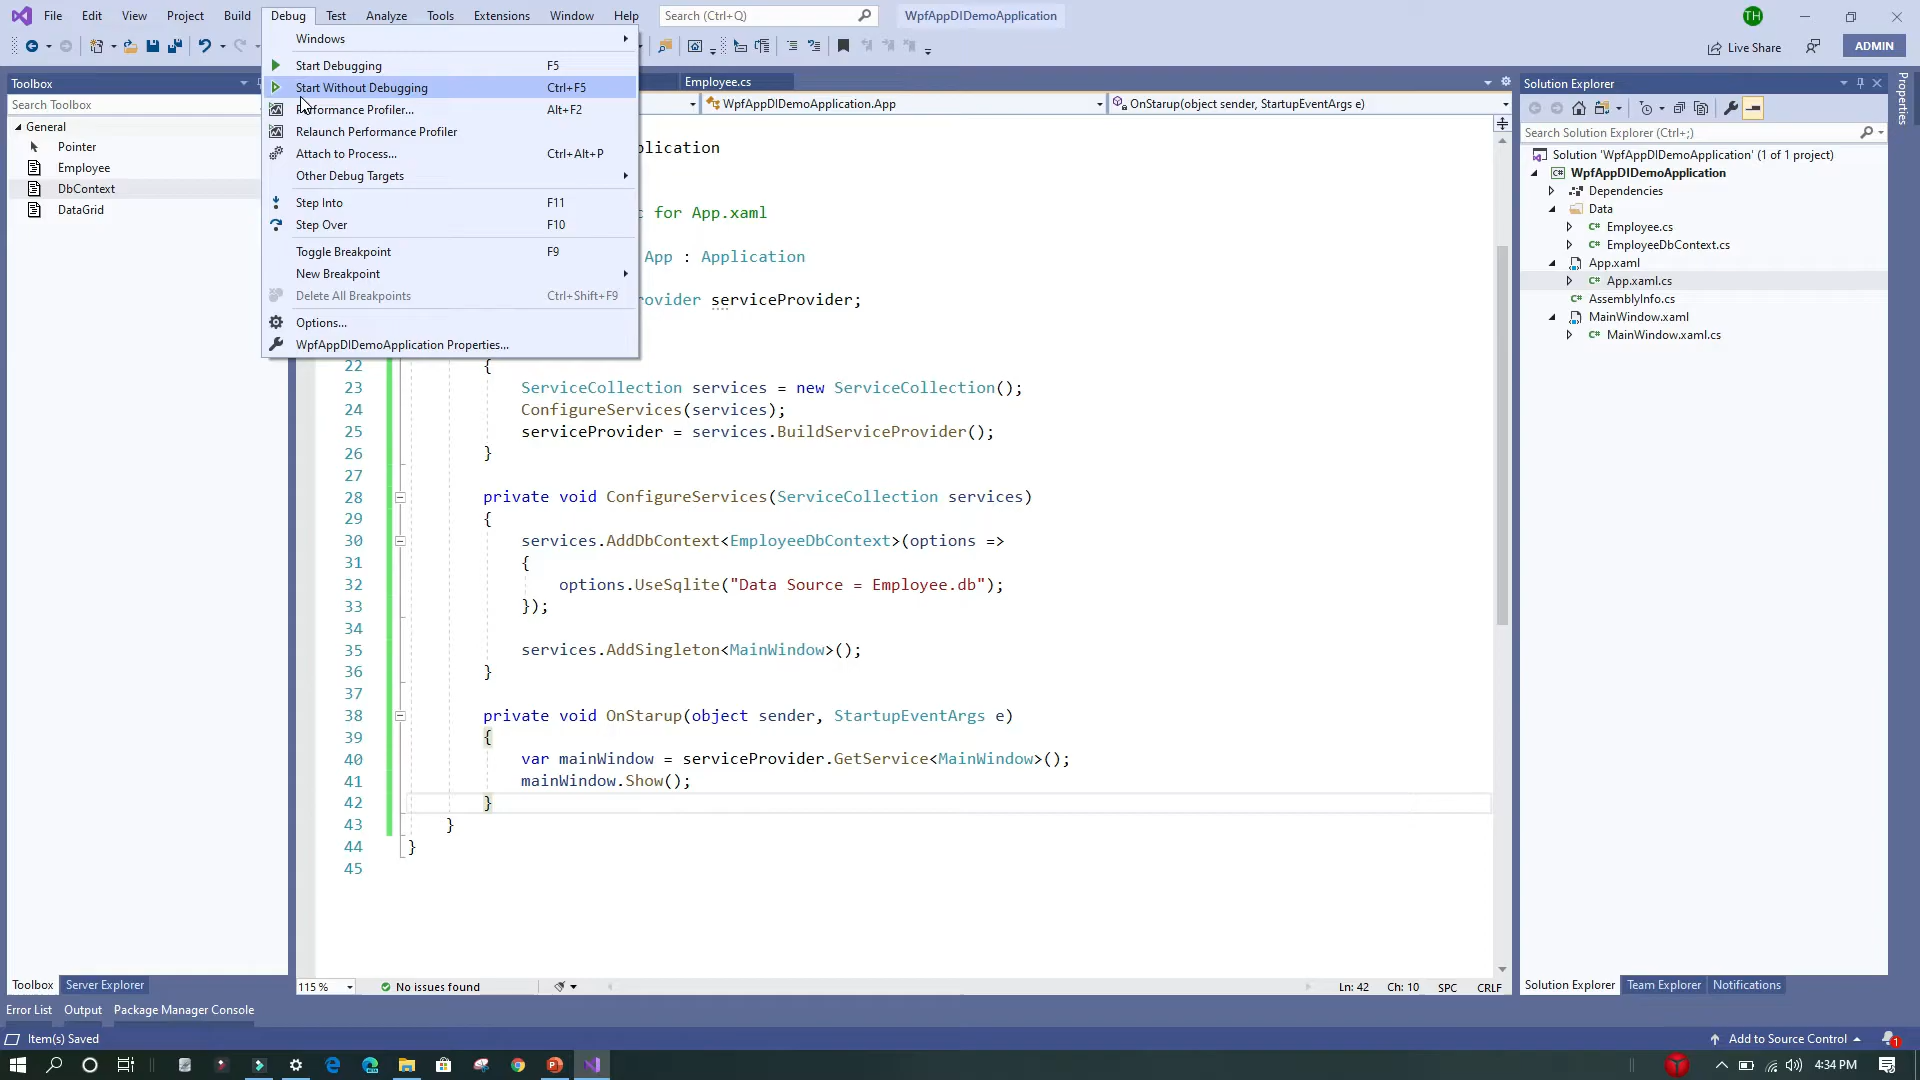 File Edit View Project Build Debug Test Analyze Tools Extensions Window Help Search (Ctrl+Q) WpfAppDIDemoApplication TH
Live Share ADMIN
Windows
Start Debugging F5
Start Without Debugging Ctrl+F5
Performance Profiler... Alt+F2
Relaunch Performance Profiler
Attach to Process... Ctrl+Alt+P
Other Debug Targets
Step Into F11
Step Over F10
Toggle Breakpoint F9
New Breakpoint
Delete All Breakpoints Ctrl+Shift+F9
Options...
WpfAppDIDemoApplication Properties...
Toolbox
Search Toolbox
General
Pointer
Employee
DbContext
DataGrid
Employee.cs
WpfAppDIDemoApplication.App OnStarup(object sender, StartupEventArgs e)
plication
c for App.xaml
App : Application
rovider serviceProvider;
22 {
23 ServiceCollection services = new ServiceCollection();
24 ConfigureServices(services);
25 serviceProvider = services.BuildServiceProvider();
26 }
27
28 private void ConfigureServices(ServiceCollection services)
29 {
30 services.AddDbContext<EmployeeDbContext>(options =>
31 {
32 options.UseSqlite("Data Source = Employee.db");
33 });
34
35 services.AddSingleton<MainWindow>();
36 }
37
38 private void OnStarup(object sender, StartupEventArgs e)
39 {
40 var mainWindow = serviceProvider.GetService<MainWindow>();
41 mainWindow.Show();
42 }
43 }
44 }
45
115 % No issues found Ln: 42 Ch: 10 SPC CRLF
Solution Explorer
Search Solution Explorer (Ctrl+;)
Solution 'WpfAppDIDemoApplication' (1 of 1 project)
C# WpfAppDIDemoApplication
Dependencies
Data
C# Employee.cs
C# EmployeeDbContext.cs
App.xaml
C# App.xaml.cs
C# AssemblyInfo.cs
MainWindow.xaml
C# MainWindow.xaml.cs
Properties
Toolbox Server Explorer
Solution Explorer Team Explorer Notifications
Error List Output Package Manager Console
Item(s) Saved Add to Source Control 1
4:34 PM